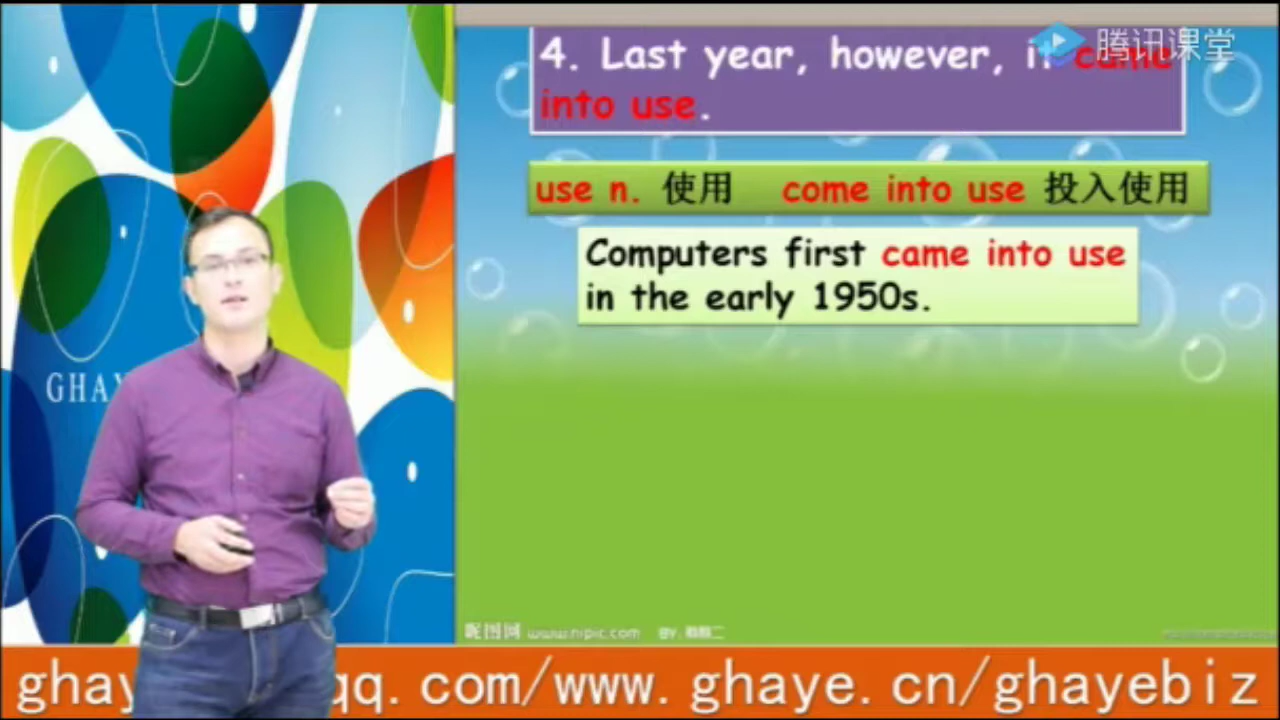 4. Last year, however, it came
into use.
腾讯课堂
use n. 使用 come into use 投入使用
Computers first came into use
in the early 1950s.
GHAY
昵图网 www.nipic.com BY:
ghay qq. com/www. ghaye. cn/ghayebiz